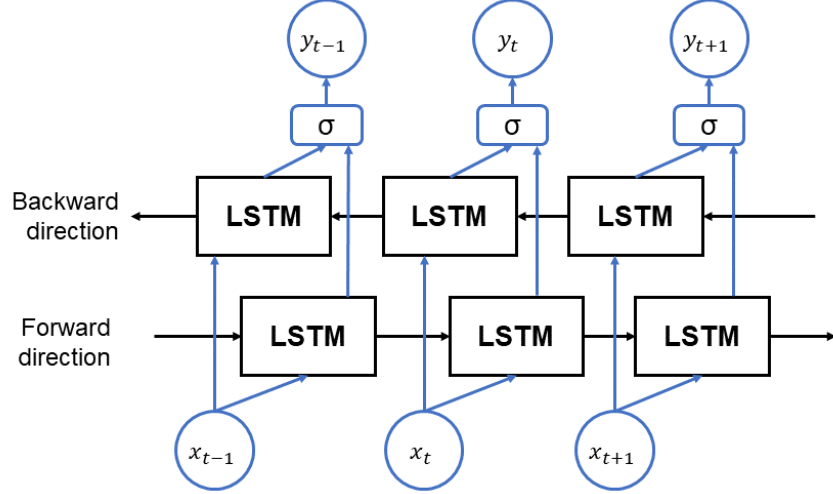 y_{t-1} y_t y_{t+1}
σ σ σ
Backward
direction
LSTM LSTM LSTM
Forward
direction
LSTM LSTM LSTM
x_{t-1} x_t x_{t+1}